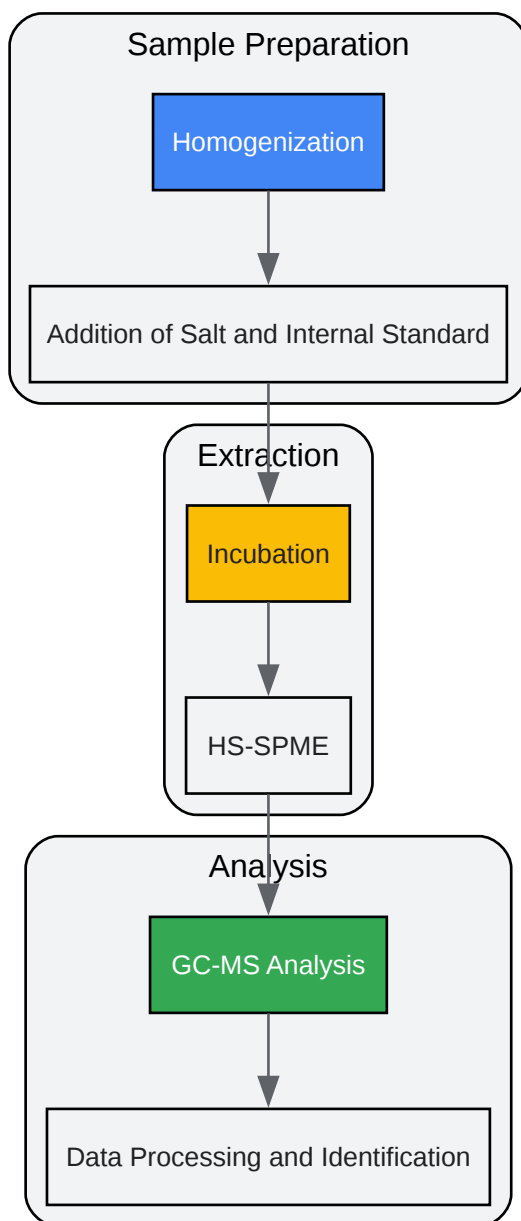 Sample Preparation
Homogenization
Addition of Salt and Internal Standard
Extraction
Incubation
HS-SPME
Analysis
GC-MS Analysis
Data Processing and Identification